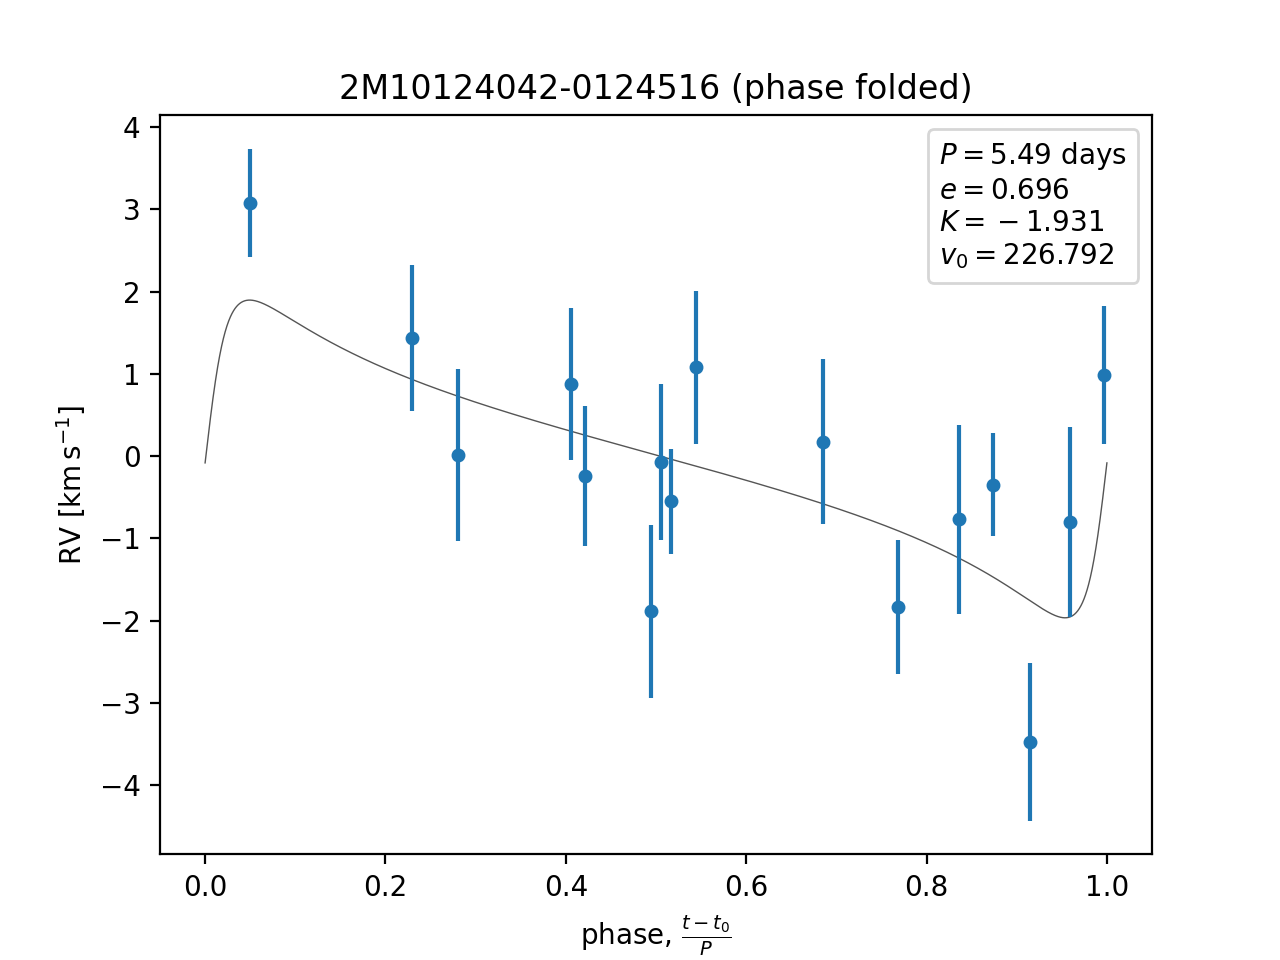 2M10124042-0124516 (phase folded)
P = 5.49 days
e = 0.696
K = −1.931
v₀ = 226.792
4
3
2
1
0
−1
−2
−3
−4
RV [km s⁻¹]
0.0 0.2 0.4 0.6 0.8 1.0
phase, (t − t₀)/P